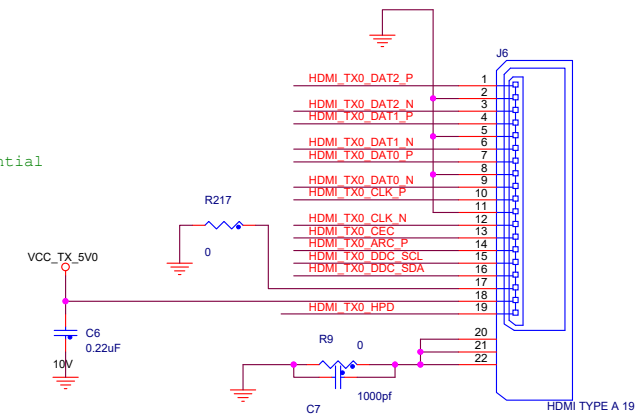 J6
HDMI_TX0_DAT2_P 1
2
HDMI_TX0_DAT2_N 3
HDMI_TX0_DAT1_P 4
5
HDMI_TX0_DAT1_N 6
HDMI_TX0_DAT0_P 7
8
ntial
HDMI_TX0_DAT0_N 9
HDMI_TX0_CLK_P 10
R217
11
HDMI_TX0_CLK_N 12
HDMI_TX0_CEC 13
0
HDMI_TX0_ARC_P 14
VCC_TX_5V0
HDMI_TX0_DDC_SCL 15
HDMI_TX0_DDC_SDA 16
17
18
HDMI_TX0_HPD 19
C6
0.22uF
10V
20
R9 0
21
22
1000pf
C7
HDMI TYPE A 19